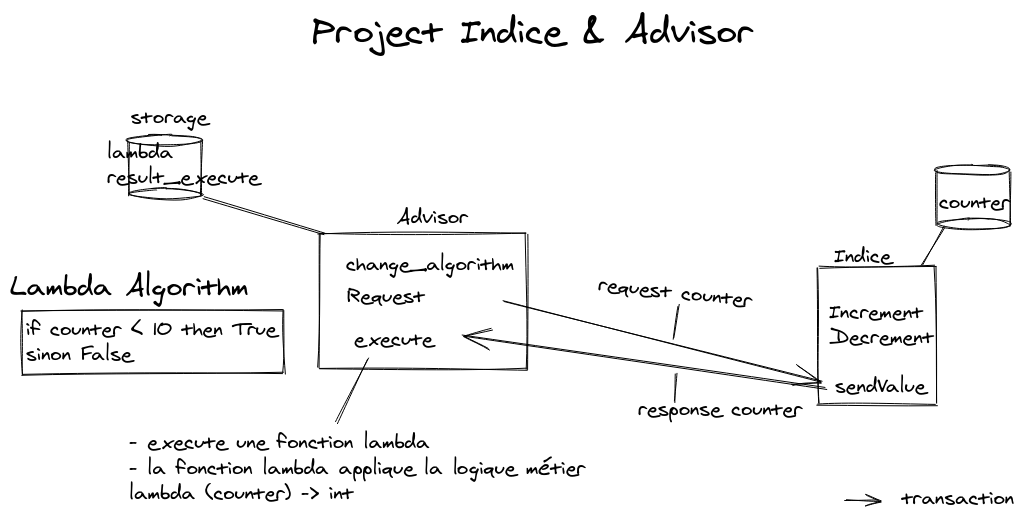 Project Indice & Advisor
storage
lambda
result_execute
counter
Advisor
change_algorithm
Request
execute
Indice
Increment
Decrement
sendValue
request counter
response counter
Lambda Algorithm
if counter < 10 then True
sinon False
- execute une fonction lambda
- la fonction lambda applique la logique métier
lambda (counter) -> int
transaction